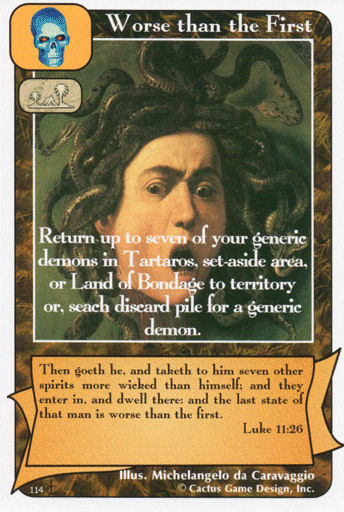 Worse than the First
Return up to seven of your generic
demons in Tartaros, set-aside area,
or Land of Bondage to territory
or, seach discard pile for a generic
demon.
Then goeth he, and taketh to him seven other
spirits more wicked than himself; and they
enter in, and dwell there: and the last state of
that man is worse than the first.
Luke 11:26
Illus. Michelangelo da Caravaggio
114 © Cactus Game Design, Inc.